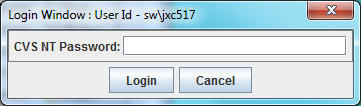 Login Window : User Id - sw\jxc517
CVS NT Password:
Login Cancel